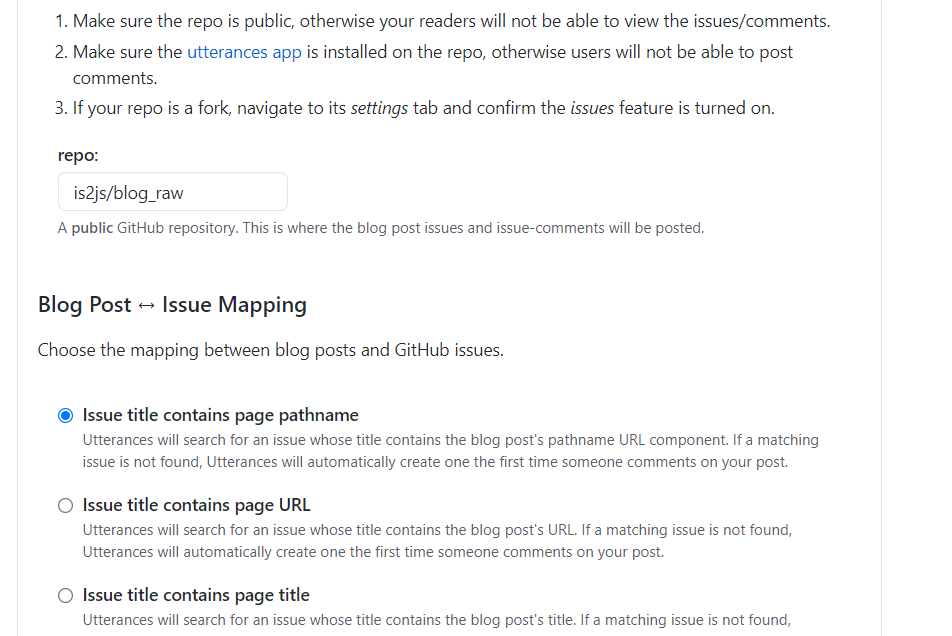 1. Make sure the repo is public, otherwise your readers will not be able to view the issues/comments.
2. Make sure the utterances app is installed on the repo, otherwise users will not be able to post
comments.
3. If your repo is a fork, navigate to its settings tab and confirm the issues feature is turned on.
repo:
is2js/blog_raw
A public GitHub repository. This is where the blog post issues and issue-comments will be posted.
Blog Post ↔ Issue Mapping
Choose the mapping between blog posts and GitHub issues.
Issue title contains page pathname
Utterances will search for an issue whose title contains the blog post's pathname URL component. If a matching
issue is not found, Utterances will automatically create one the first time someone comments on your post.
Issue title contains page URL
Utterances will search for an issue whose title contains the blog post's URL. If a matching issue is not found,
Utterances will automatically create one the first time someone comments on your post.
Issue title contains page title
Utterances will search for an issue whose title contains the blog post's title. If a matching issue is not found,